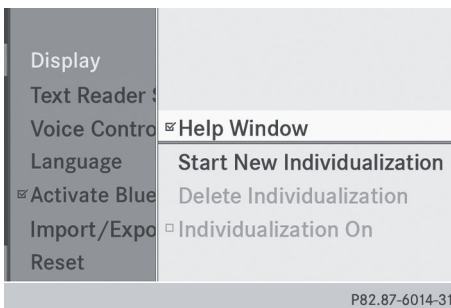 Display
Text Reader S
Voice Contro
Language
Activate Blue
Import/Expo
Reset
Help Window
Start New Individualization
Delete Individualization
Individualization On
P82.87-6014-31